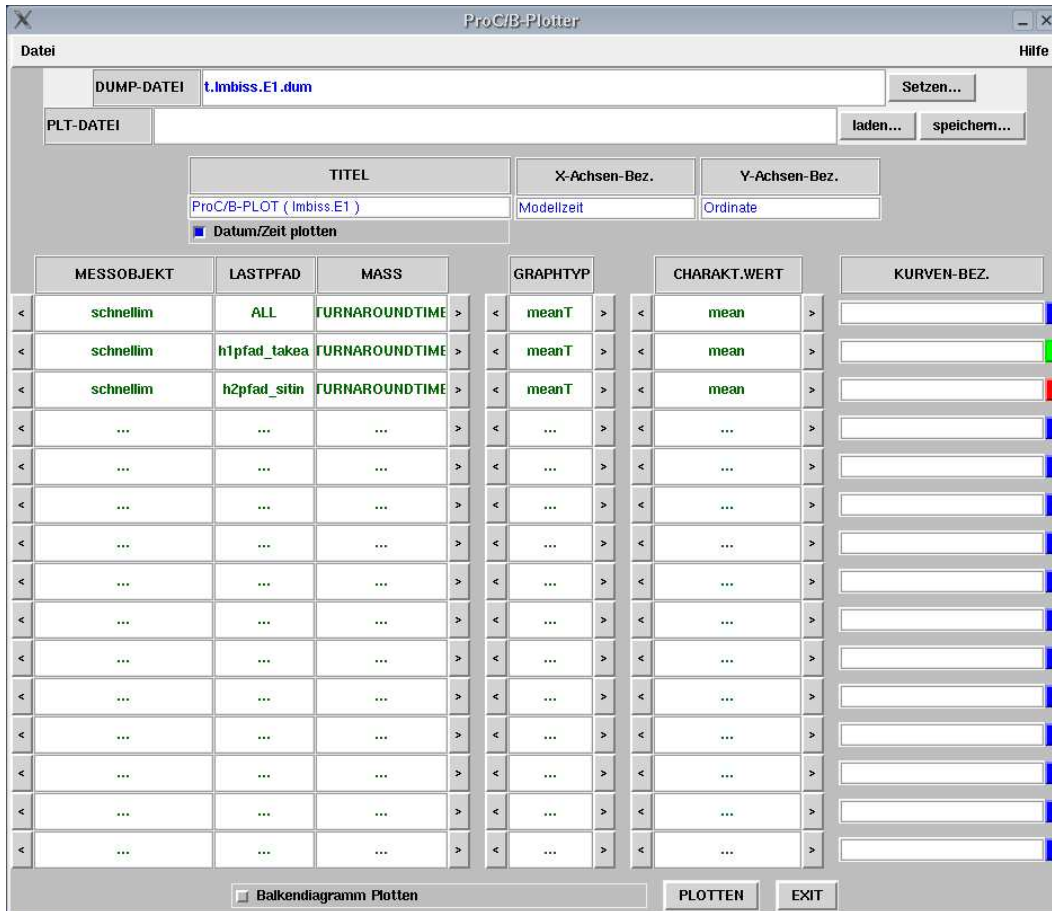 ProC/B-Plotter
Datei Hilfe
DUMP-DATEI t.Imbiss.E1.dum Setzen...
PLT-DATEI laden... speichern...
TITEL X-Achsen-Bez. Y-Achsen-Bez.
ProC/B-PLOT ( Imbiss.E1 ) Modellzeit Ordinate
Datum/Zeit plotten
MESSOBJEKT LASTPFAD MASS GRAPHTYP CHARAKT.WERT KURVEN-BEZ.
< schnellim ALL TURNAROUNDTIME > < meanT > < mean >
< schnellim h1pfad_takea TURNAROUNDTIME > < meanT > < mean >
< schnellim h2pfad_sitin TURNAROUNDTIME > < meanT > < mean >
< ... ... ... > < ... > < ... >
< ... ... ... > < ... > < ... >
< ... ... ... > < ... > < ... >
< ... ... ... > < ... > < ... >
< ... ... ... > < ... > < ... >
< ... ... ... > < ... > < ... >
< ... ... ... > < ... > < ... >
< ... ... ... > < ... > < ... >
< ... ... ... > < ... > < ... >
< ... ... ... > < ... > < ... >
< ... ... ... > < ... > < ... >
< ... ... ... > < ... > < ... >
Balkendiagramm Plotten PLOTTEN EXIT